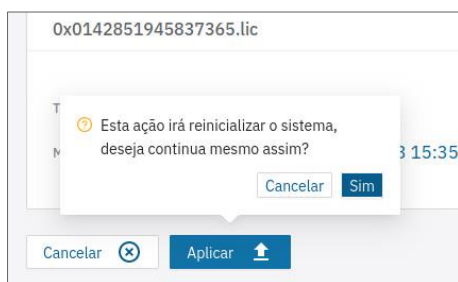 0x0142851945837365.lic
T
Esta ação irá reinicializar o sistema,
deseja continua mesmo assim?
M
3 15:35
Cancelar Sim
Cancelar Aplicar